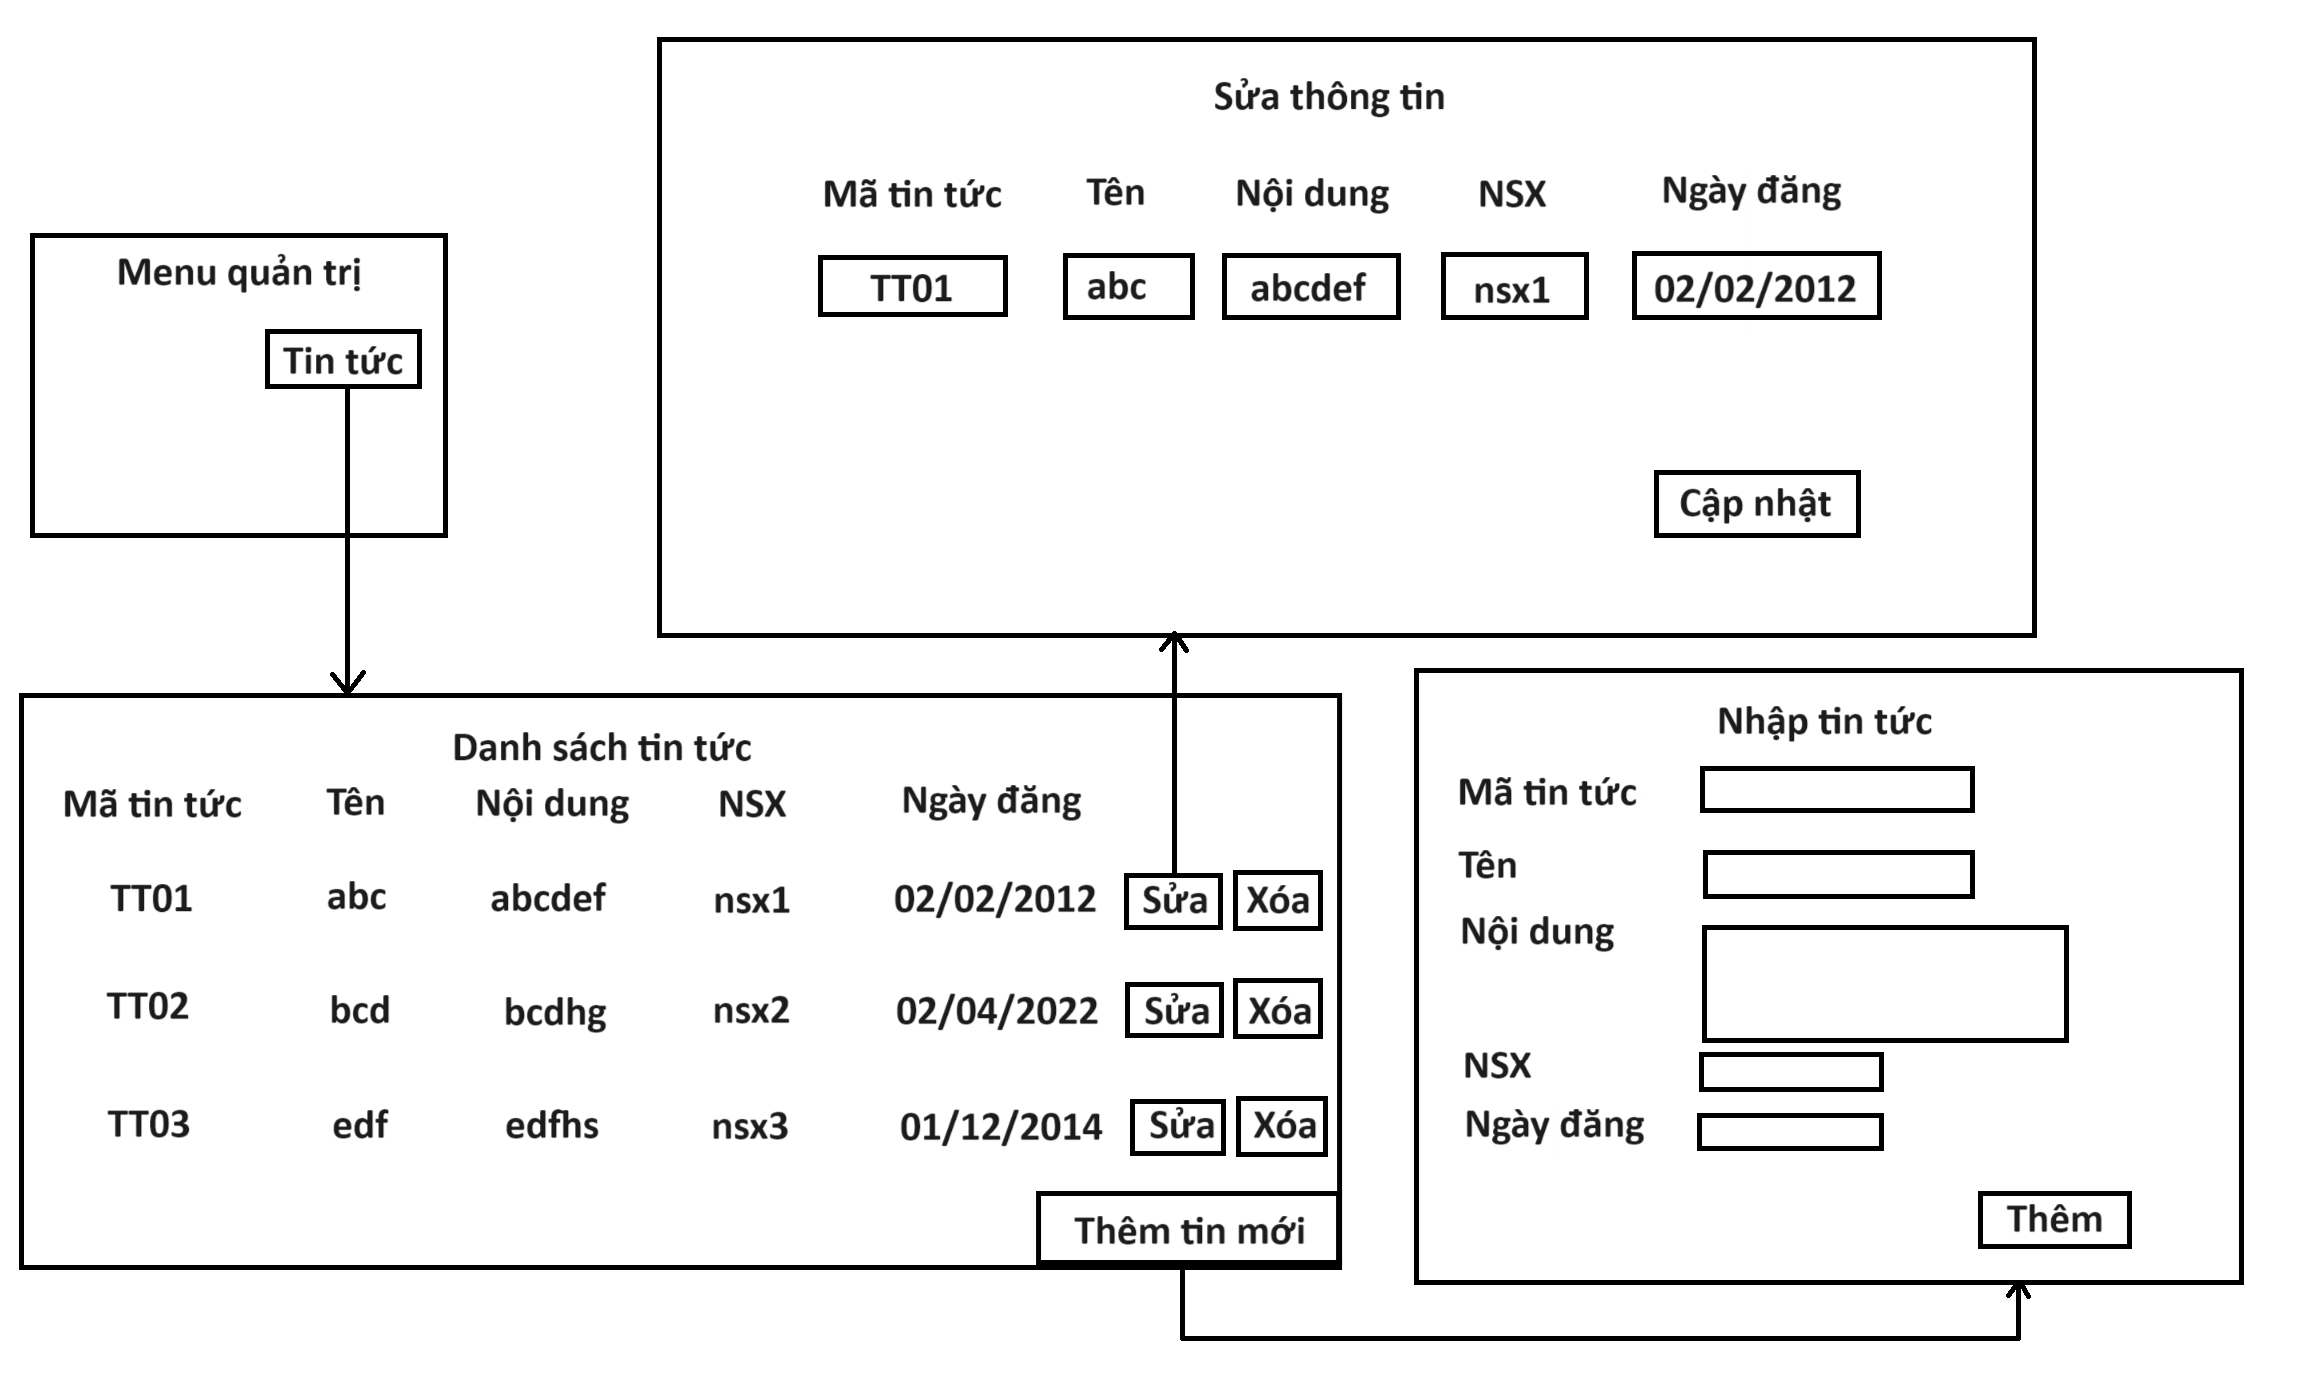 Sửa thông tin
Mã tin tức Tên Nội dung NSX Ngày đăng
TT01 abc abcdef nsx1 02/02/2012
Cập nhật
Menu quản trị
Tin tức
Danh sách tin tức
Mã tin tức Tên Nội dung NSX Ngày đăng
TT01 abc abcdef nsx1 02/02/2012 Sửa Xóa
TT02 bcd bcdhg nsx2 02/04/2022 Sửa Xóa
TT03 edf edfhs nsx3 01/12/2014 Sửa Xóa
Thêm tin mới
Nhập tin tức
Mã tin tức
Tên
Nội dung
NSX
Ngày đăng
Thêm